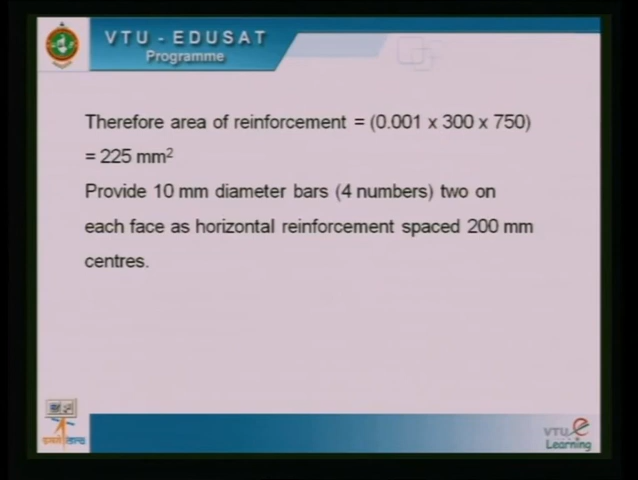 VTU - EDUSAT
Programme
Therefore area of reinforcement = (0.001 x 300 x 750)
= 225 mm²
Provide 10 mm diameter bars (4 numbers) two on
each face as horizontal reinforcement spaced 200 mm
centres.
VTU e
Learning